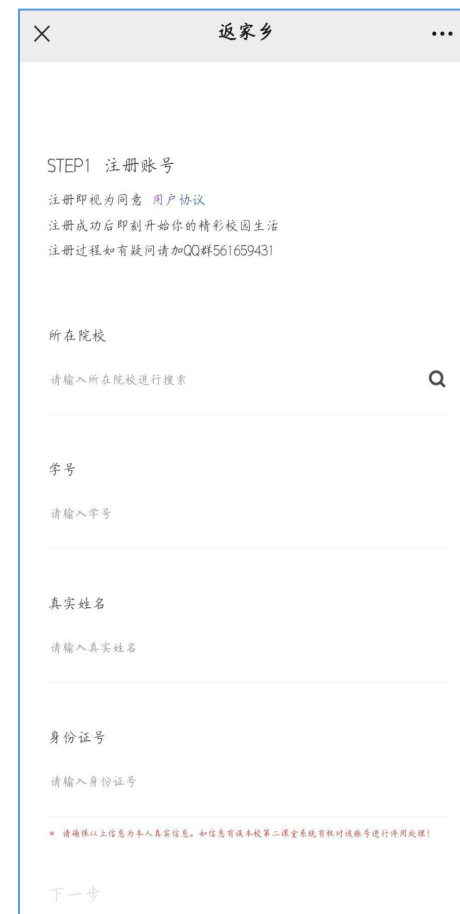 返家乡
STEP1 注册账号
注册即视为同意 用户协议
注册成功后即刻开始你的精彩校园生活
注册过程如有疑问请加QQ群561659431
所在院校
请输入所在院校进行搜索
学号
请输入学号
真实姓名
请输入真实姓名
身份证号
请输入身份证号
* 请确保以上信息为本人真实信息。如信息有误本校第二课堂系统有权对该账号进行停用处理!
下一步